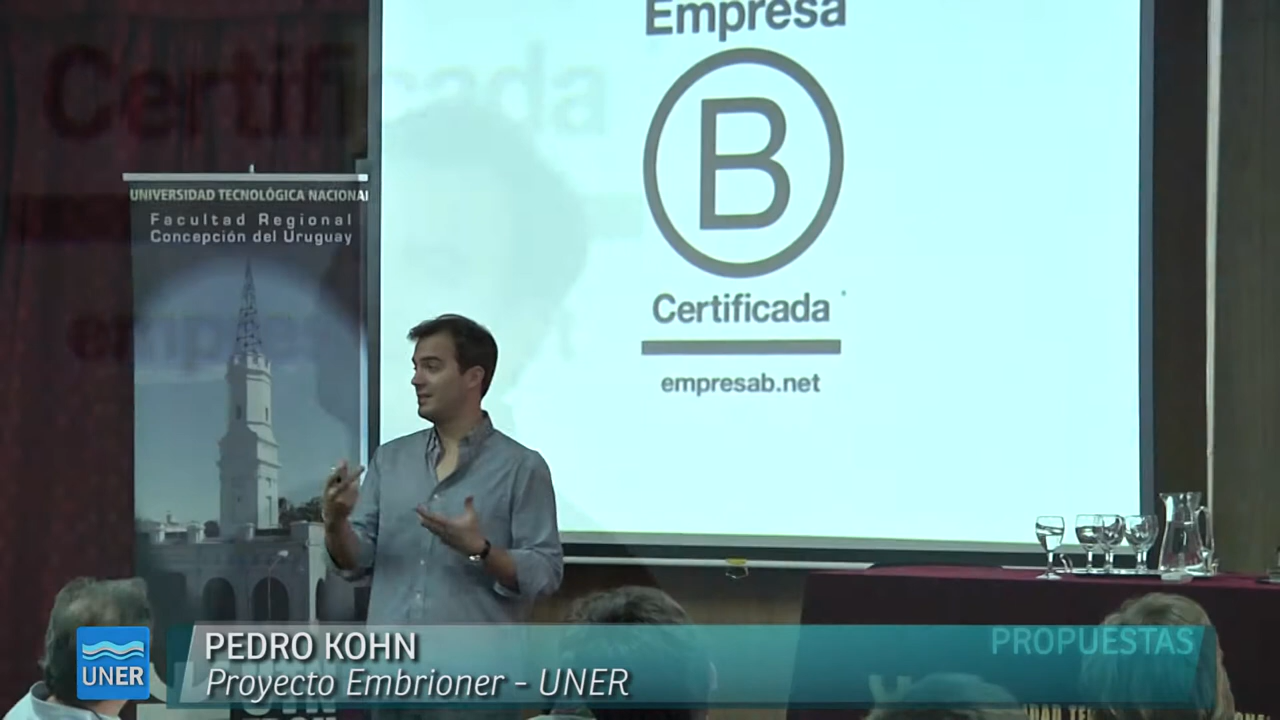 Empresa
B
Certificada
empresab.net
Certificada
UNIVERSIDAD TECNOLÓGICA NACIONAL
Facultad Regional
Concepción del Uruguay
PEDRO KOHN
Proyecto Embrioner - UNER
UNER
PROPUESTAS